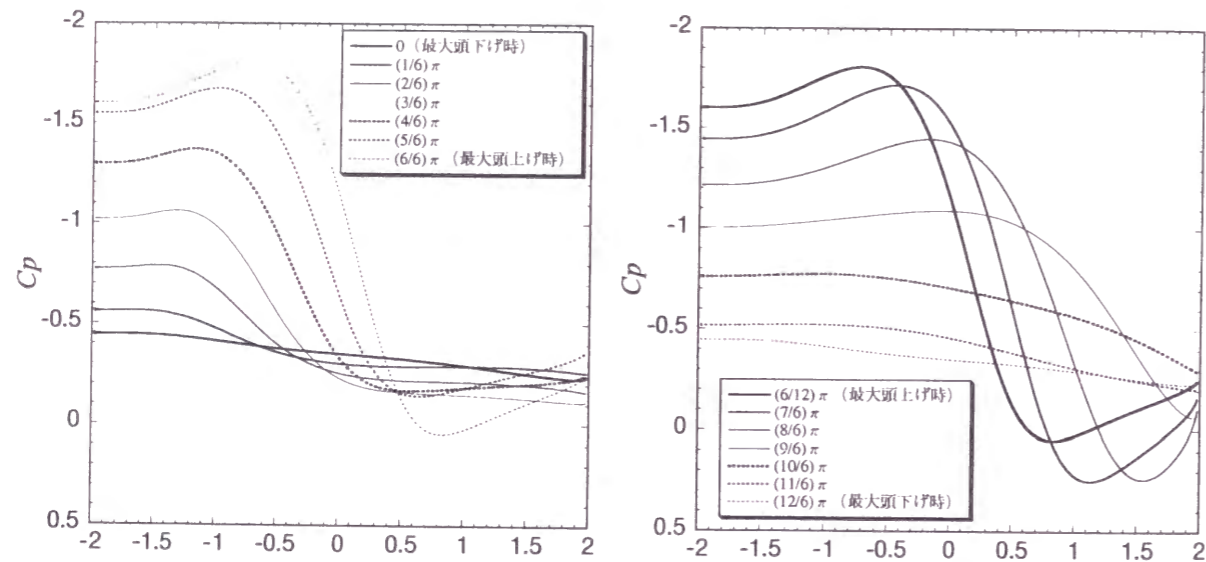 -2
-1.5
-1
-0.5
0
0.5
Cp
0（最大頭下げ時）
(1/6) π
(2/6) π
(3/6) π
(4/6) π
(5/6) π
(6/6) π （最大頭上げ時）
-2 -1.5 -1 -0.5 0 0.5 1 1.5 2
-2
-1.5
-1
-0.5
0
0.5
Cp
(6/12) π （最大頭上げ時）
(7/6) π
(8/6) π
(9/6) π
(10/6) π
(11/6) π
(12/6) π （最大頭下げ時）
-2 -1.5 -1 -0.5 0 0.5 1 1.5 2